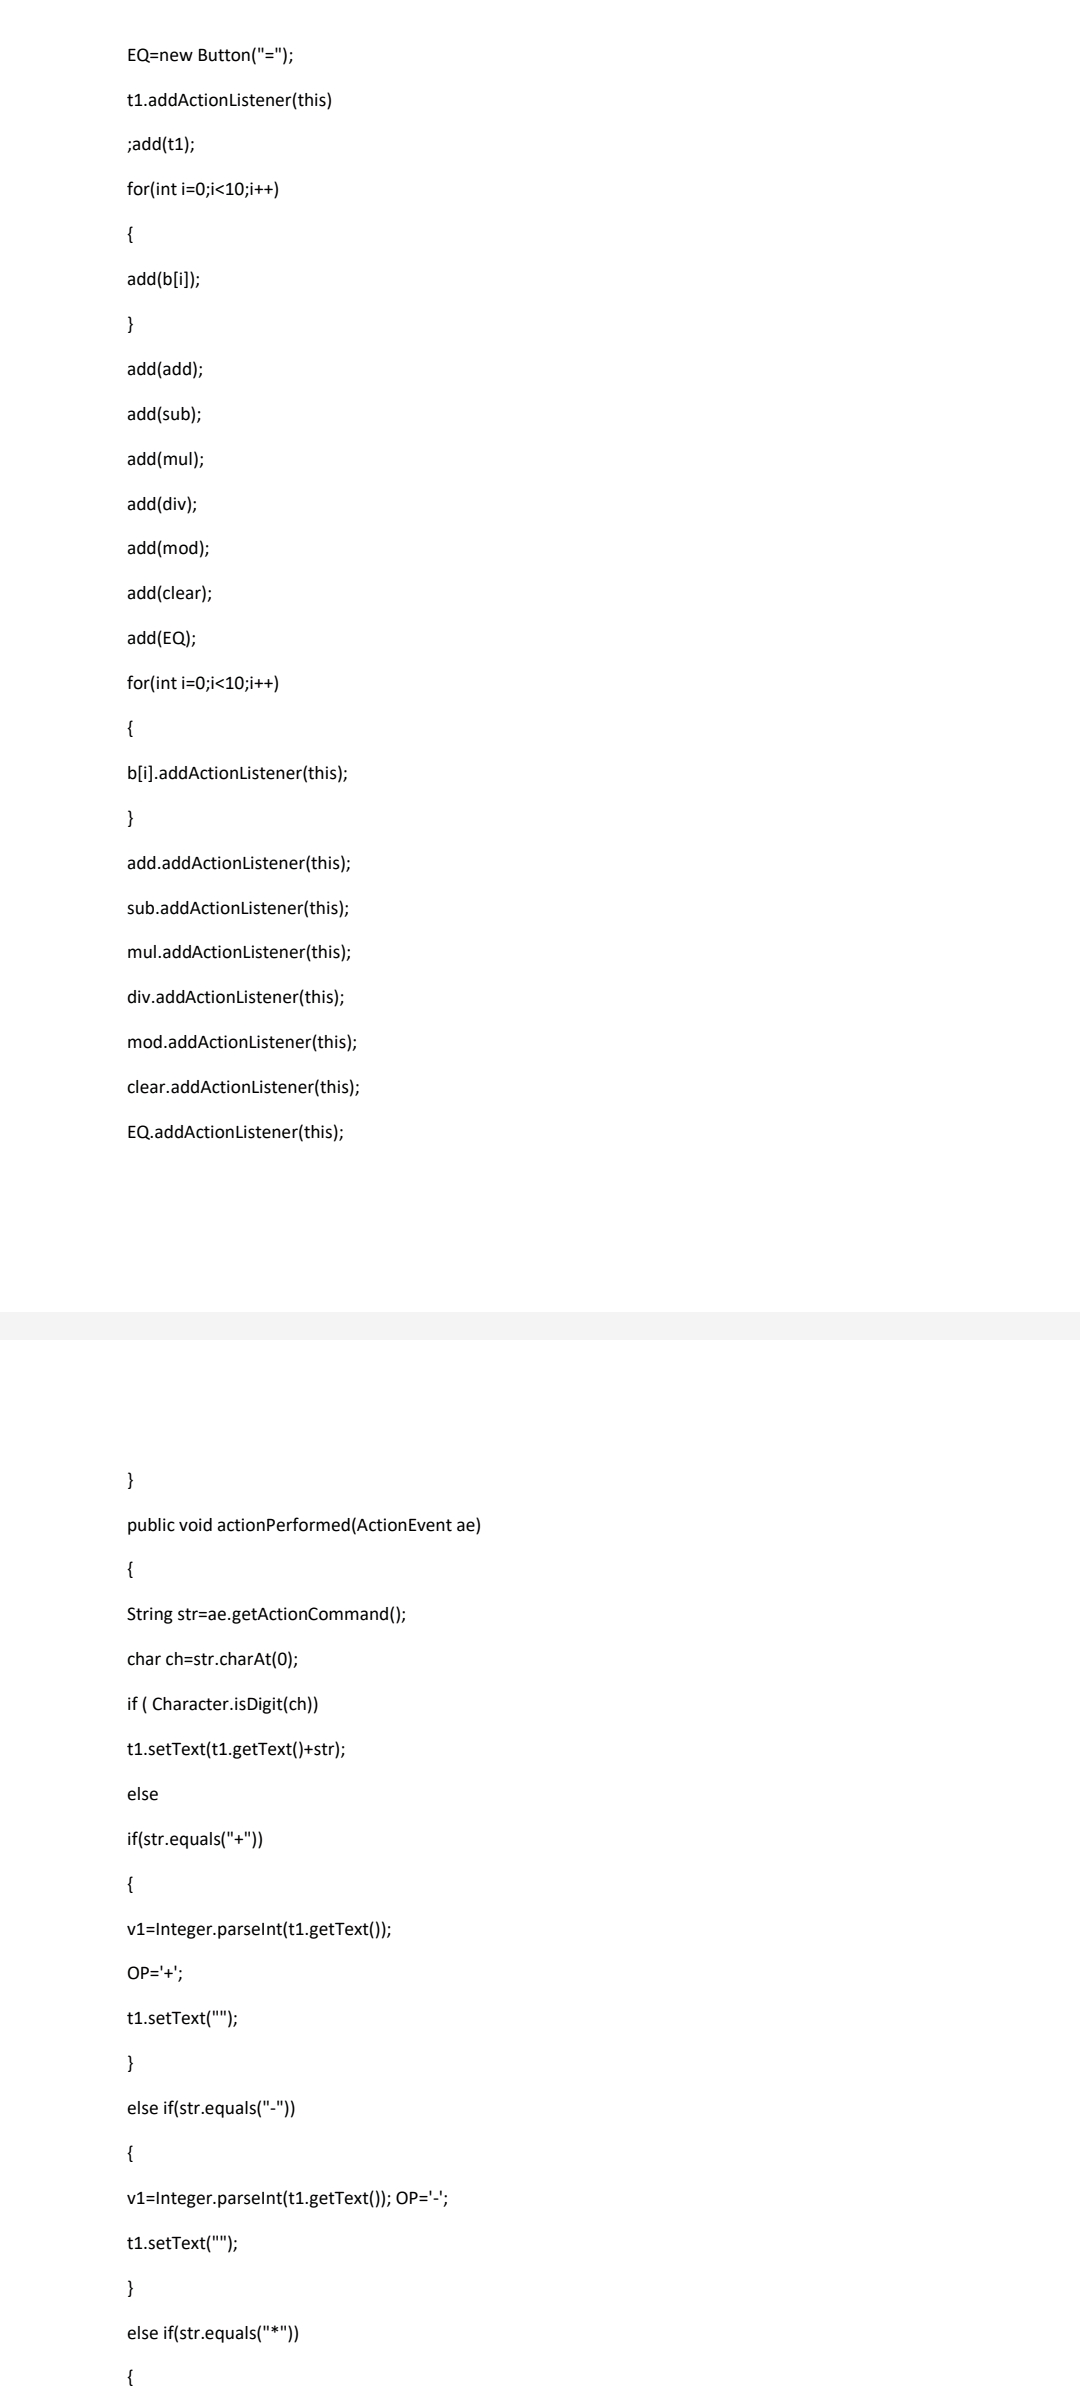 EQ=new Button("=");
t1.addActionListener(this)
;add(t1);
for(int i=0;i<10;i++)
{
add(b[i]);
}
add(add);
add(sub);
add(mul);
add(div);
add(mod);
add(clear);
add(EQ);
for(int i=0;i<10;i++)
{
b[i].addActionListener(this);
}
add.addActionListener(this);
sub.addActionListener(this);
mul.addActionListener(this);
div.addActionListener(this);
mod.addActionListener(this);
clear.addActionListener(this);
EQ.addActionListener(this);
}
public void actionPerformed(ActionEvent ae)
{
String str=ae.getActionCommand();
char ch=str.charAt(0);
if ( Character.isDigit(ch))
t1.setText(t1.getText()+str);
else
if(str.equals("+"))
{
v1=Integer.parseInt(t1.getText());
OP='+';
t1.setText("");
}
else if(str.equals("-"))
{
v1=Integer.parseInt(t1.getText()); OP='-';
t1.setText("");
}
else if(str.equals("*"))
{